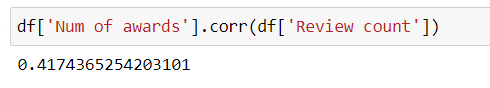 df['Num of awards'].corr(df['Review count'])
0.4174365254203101